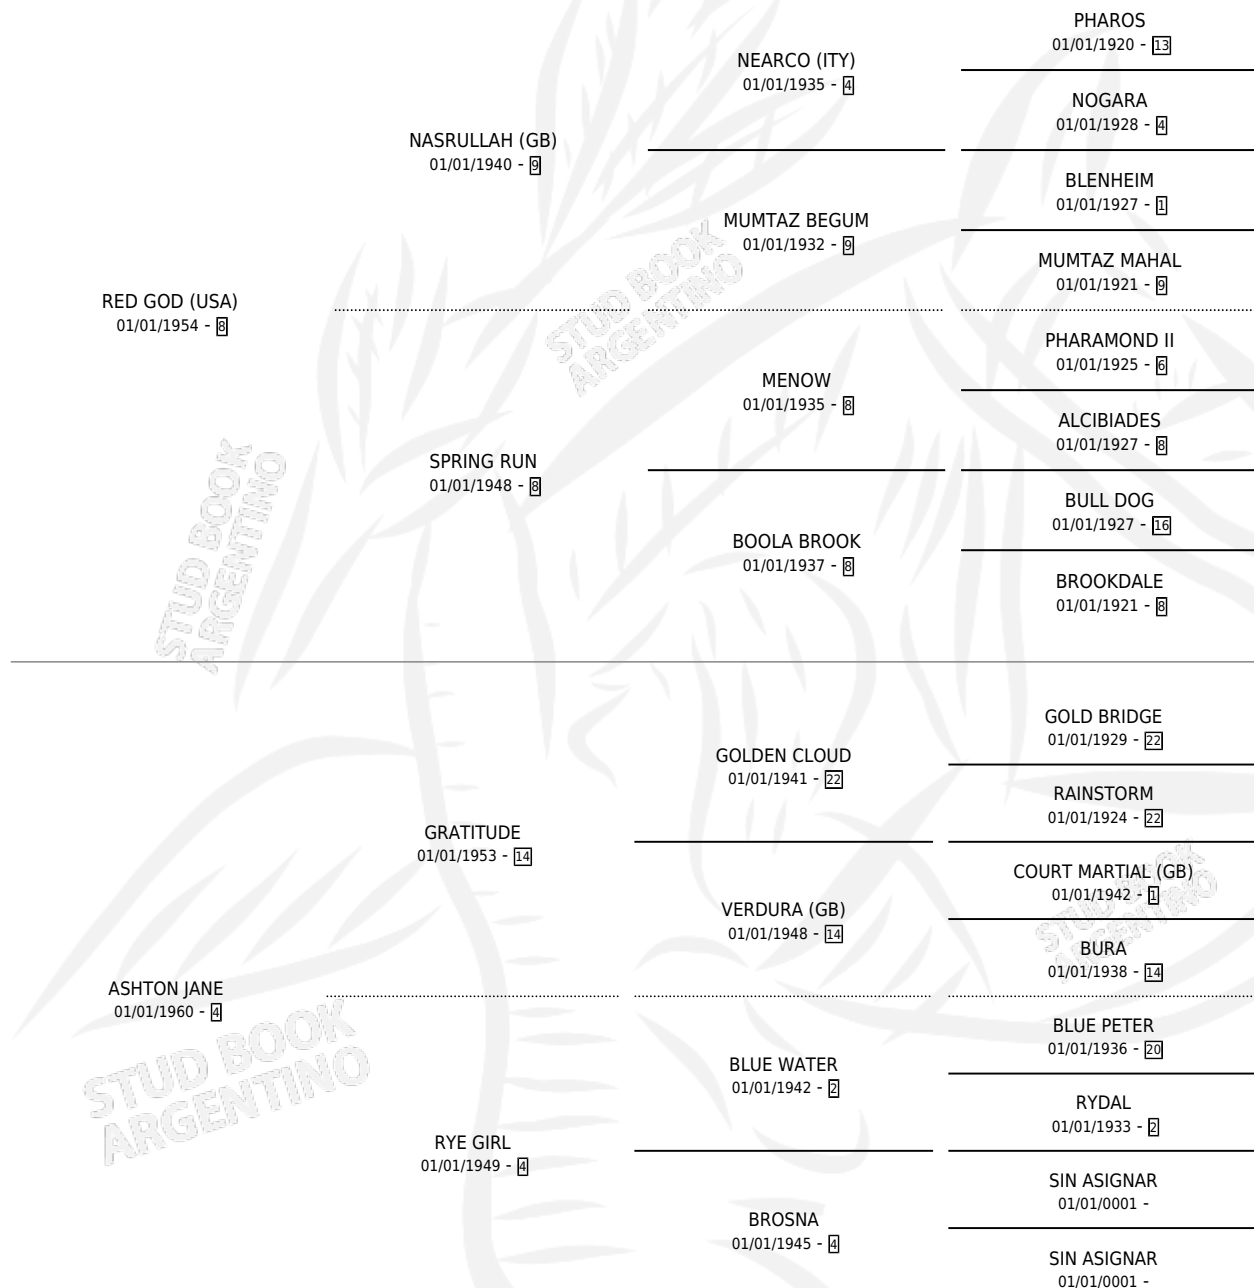 PHAROS
01/01/1920 - 13
NEARCO (ITY)
01/01/1935 - 4
NOGARA
01/01/1928 - 4
NASRULLAH (GB)
01/01/1940 - 9
BLENHEIM
01/01/1927 - 1
MUMTAZ BEGUM
01/01/1932 - 9
MUMTAZ MAHAL
01/01/1921 - 9
RED GOD (USA)
01/01/1954 - 8
PHARAMOND II
01/01/1925 - 6
MENOW
01/01/1935 - 8
ALCIBIADES
01/01/1927 - 8
SPRING RUN
01/01/1948 - 8
BULL DOG
01/01/1927 - 16
BOOLA BROOK
01/01/1937 - 8
BROOKDALE
01/01/1921 - 8
GOLD BRIDGE
01/01/1929 - 22
GOLDEN CLOUD
01/01/1941 - 22
RAINSTORM
01/01/1924 - 22
GRATITUDE
01/01/1953 - 14
COURT MARTIAL (GB)
01/01/1942 - 1
VERDURA (GB)
01/01/1948 - 14
BURA
01/01/1938 - 14
ASHTON JANE
01/01/1960 - 4
BLUE PETER
01/01/1936 - 20
BLUE WATER
01/01/1942 - 2
RYDAL
01/01/1933 - 2
RYE GIRL
01/01/1949 - 4
SIN ASIGNAR
01/01/0001 -
BROSNA
01/01/1945 - 4
SIN ASIGNAR
01/01/0001 -
STUD BOOK
ARGENTINO
STUD BOOK
ARGENTINO
STUD BOOK
ARGENTINO
STUD BOOK
ARGENTINO